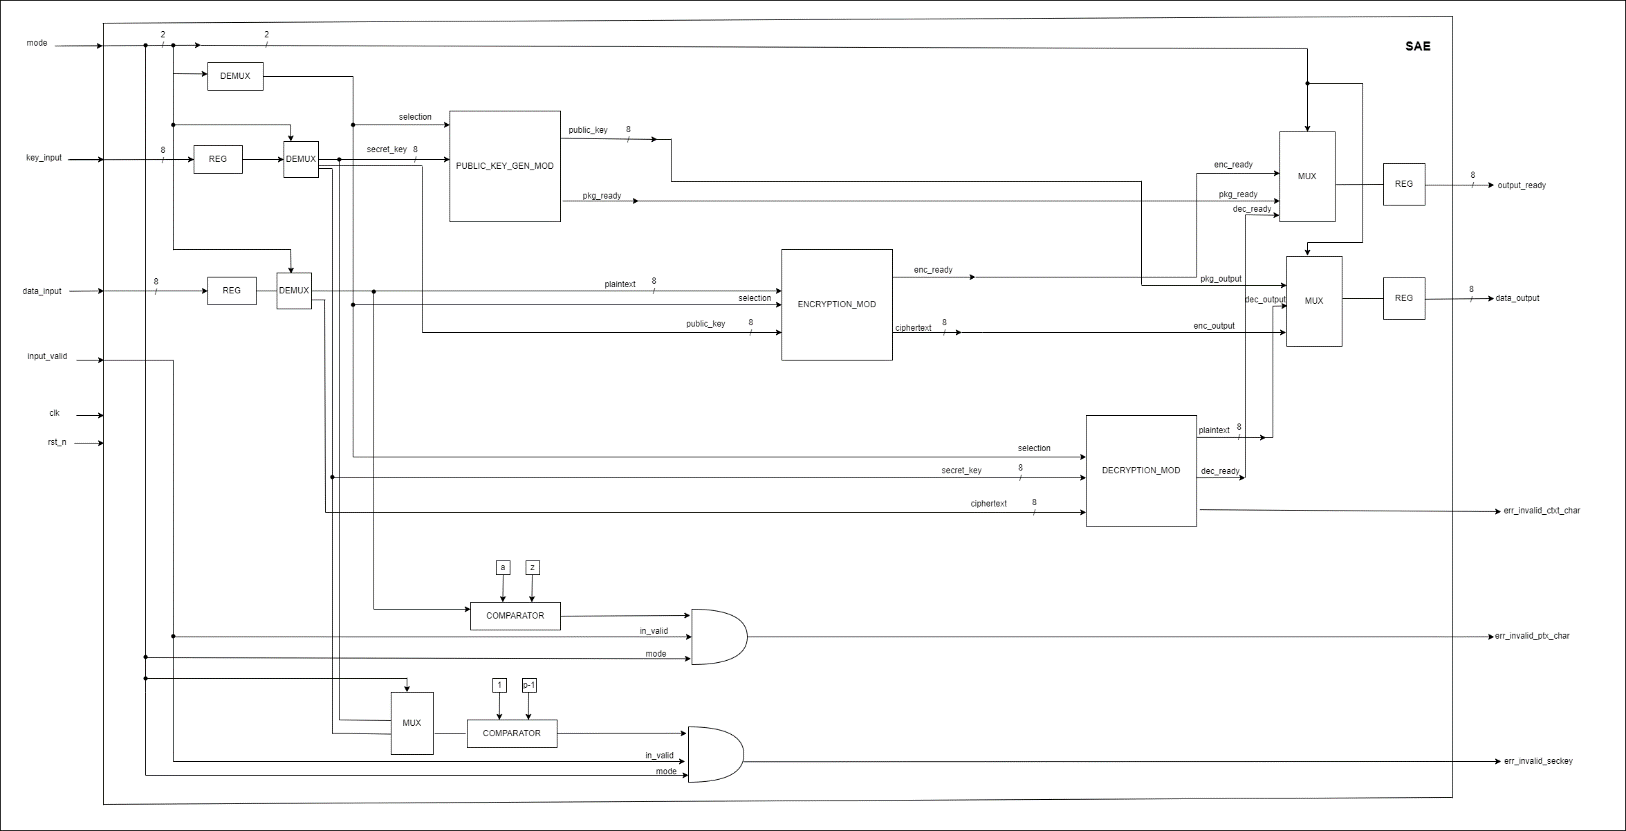 SAE
mode
2
2
DEMUX
key_input
8
REG
DEMUX
selection
secret_key
8
PUBLIC_KEY_GEN_MOD
public_key
8
pkg_ready
enc_ready
pkg_ready
dec_ready
MUX
REG
8
output_ready
data_input
8
REG
DEMUX
plaintext
8
selection
public_key
8
ENCRYPTION_MOD
enc_ready
ciphertext
8
pkg_output
dec_output
enc_output
MUX
REG
8
data_output
input_valid
clk
rst_n
selection
secret_key
8
ciphertext
8
DECRYPTION_MOD
plaintext
8
dec_ready
err_invalid_ctxt_char
a
z
COMPARATOR
in_valid
mode
err_invalid_ptx_char
1
p-1
MUX
COMPARATOR
in_valid
mode
err_invalid_seckey